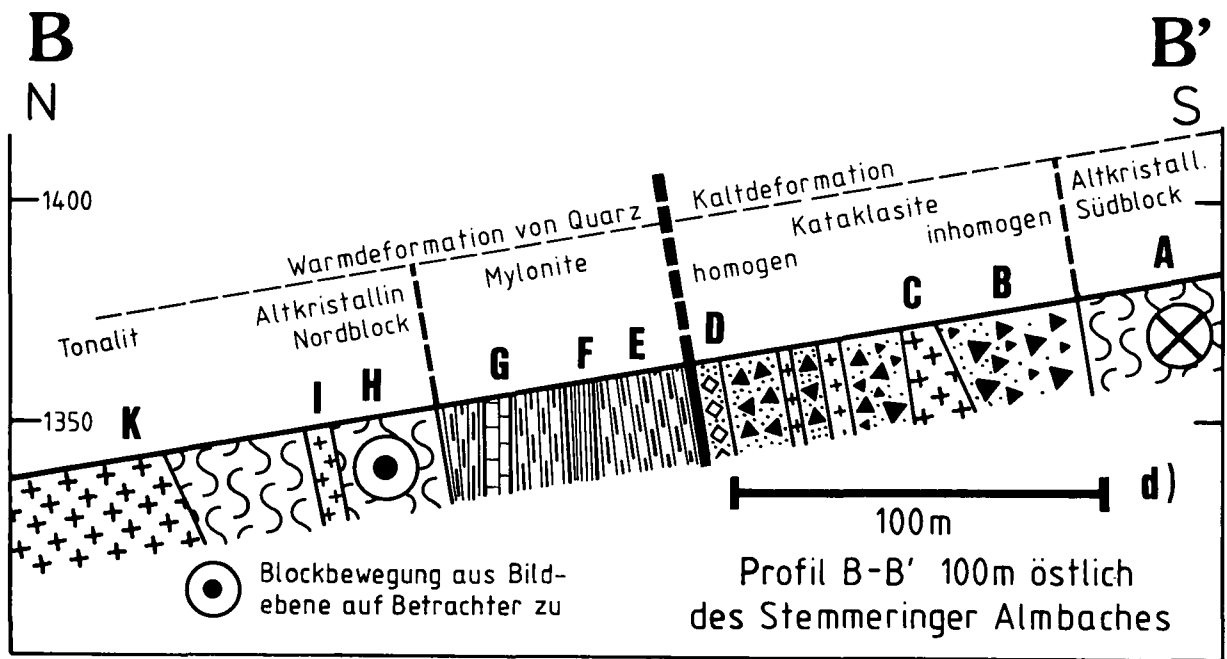 B
B'
N
S
1400
Kaltdeformation
Altkristall.
Südblock
Warmdeformation von Quarz
Kataklasite
inhomogen
Mylonite
homogen
A
Altkristallin
Nordblock
Tonalit
C
B
D
E
F
G
H
I
K
1350
d)
100m
Blockbewegung aus Bild-
ebene auf Betrachter zu
Profil B-B' 100m östlich
des Stemmeringer Almbaches